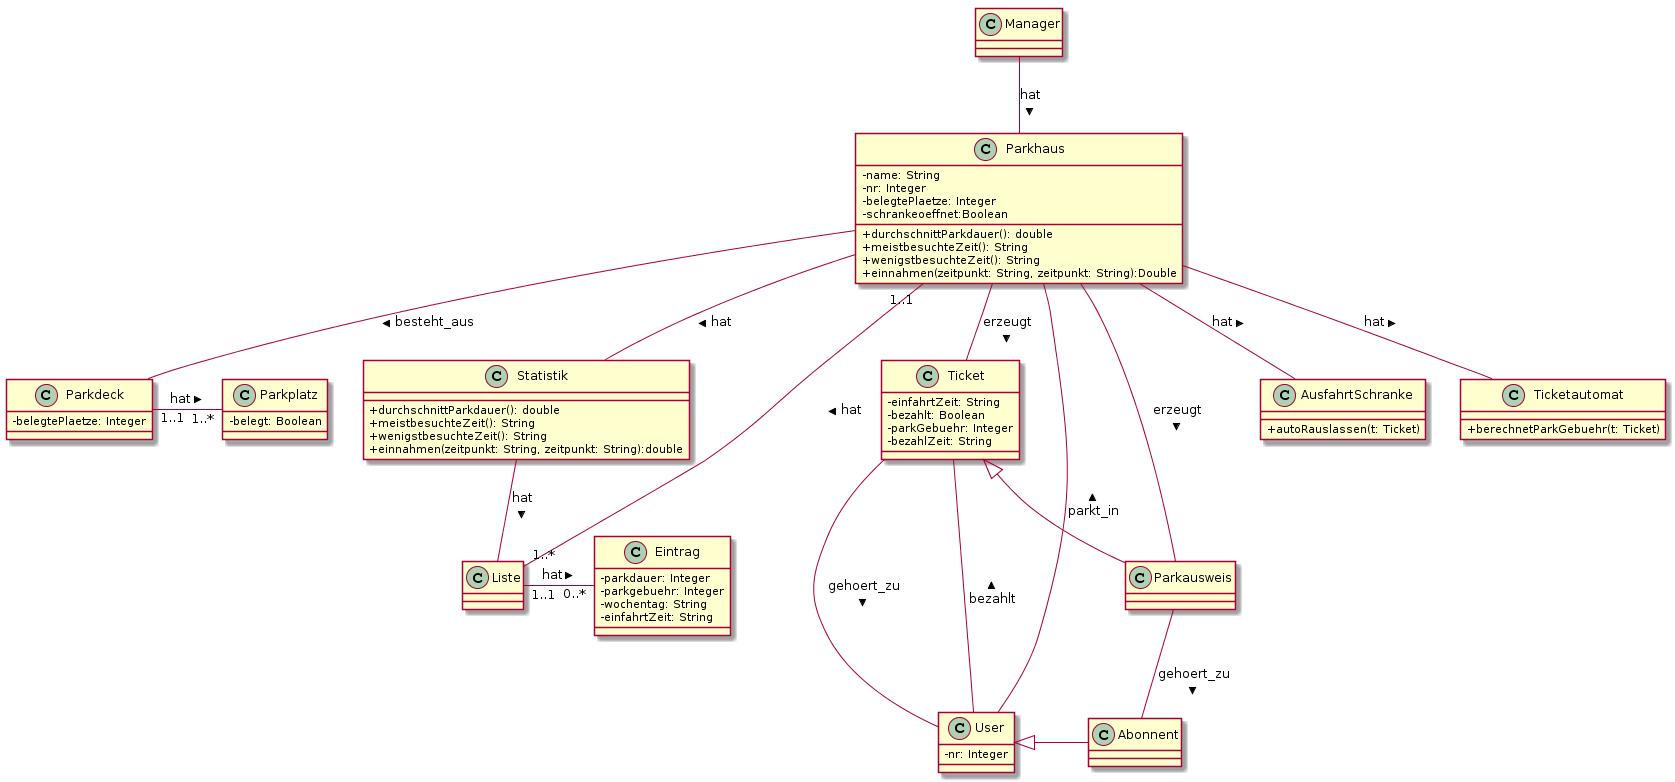 C Manager
hat
▼
C Parkhaus
-name: String
-nr: Integer
-belegtePlaetze: Integer
-schrankeoeffnet:Boolean
+durchschnittParkdauer(): double
+meistbesuchteZeit(): String
+wenigstbesuchteZeit(): String
+einnahmen(zeitpunkt: String, zeitpunkt: String):Double
1..1
◄ besteht_aus
◄ hat
erzeugt
▼
hat ►
hat ►
C Parkdeck
-belegtePlaetze: Integer
hat ►
1..1 1..*
C Parkplatz
-belegt: Boolean
C Statistik
+durchschnittParkdauer(): double
+meistbesuchteZeit(): String
+wenigstbesuchteZeit(): String
+einnahmen(zeitpunkt: String, zeitpunkt: String):double
◄ hat
C Ticket
-einfahrtZeit: String
-bezahlt: Boolean
-parkGebuehr: Integer
-bezahlZeit: String
erzeugt
▼
C AusfahrtSchranke
+autoRauslassen(t: Ticket)
C Ticketautomat
+berechnetParkGebuehr(t: Ticket)
hat
▼
▲
parkt_in
1..*
C Liste
hat ►
1..1 0..*
C Eintrag
-parkdauer: Integer
-parkgebuehr: Integer
-wochentag: String
-einfahrtZeit: String
gehoert_zu
▼
▲
bezahlt
C Parkausweis
gehoert_zu
▼
C User
-nr: Integer
C Abonnent